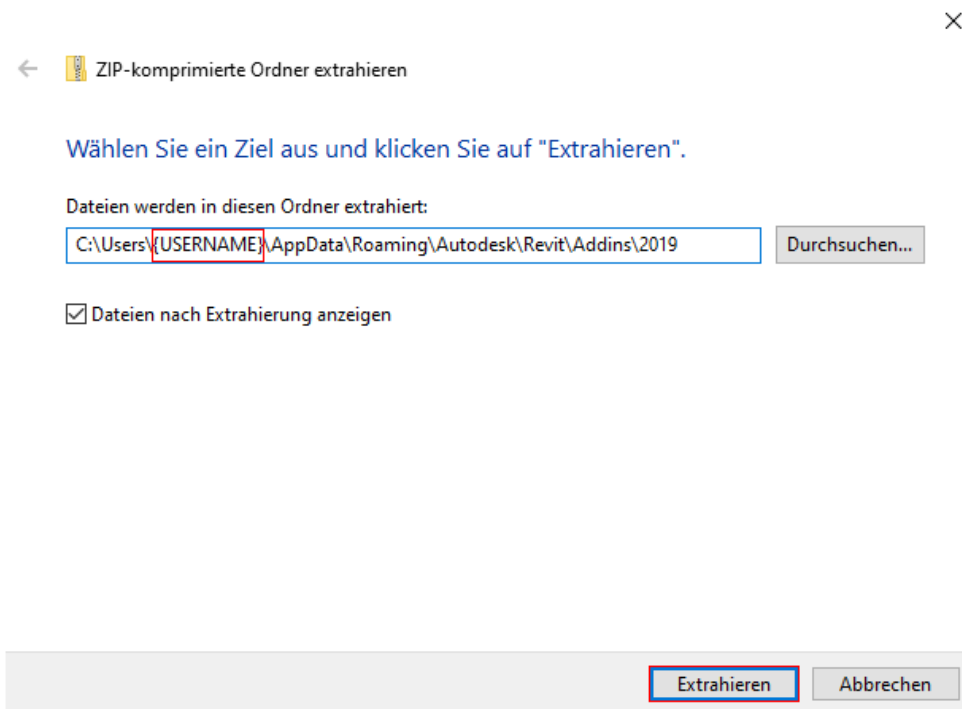 ZIP-komprimierte Ordner extrahieren
Wählen Sie ein Ziel aus und klicken Sie auf "Extrahieren".
Dateien werden in diesen Ordner extrahiert:
C:\Users\{USERNAME}\AppData\Roaming\Autodesk\Revit\Addins\2019
Durchsuchen...
Dateien nach Extrahierung anzeigen
Extrahieren
Abbrechen